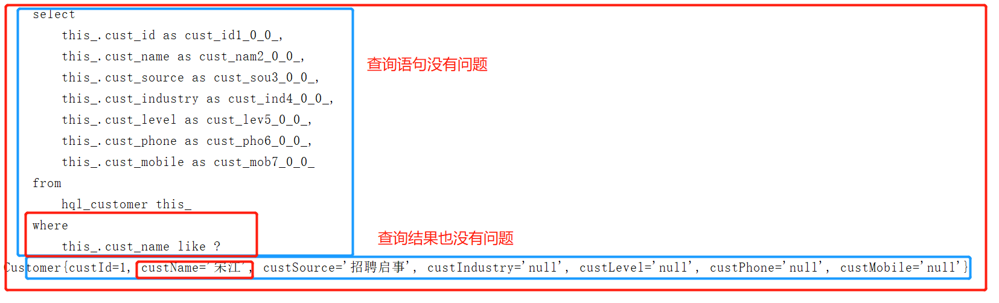 select
this_.cust_id as cust_id1_0_0_,
this_.cust_name as cust_nam2_0_0_,
查询语句没有问题
this_.cust_source as cust_sou3_0_0_,
this_.cust_industry as cust_ind4_0_0_,
this_.cust_level as cust_lev5_0_0_,
this_.cust_phone as cust_pho6_0_0_,
this_.cust_mobile as cust_mob7_0_0_
from
hql_customer this_
where
查询结果也没有问题
this_.cust_name like ?
Customer{custId=1, custName='宋江', custSource='招聘启事', custIndustry='null', custLevel='null', custPhone='null', custMobile='null'}